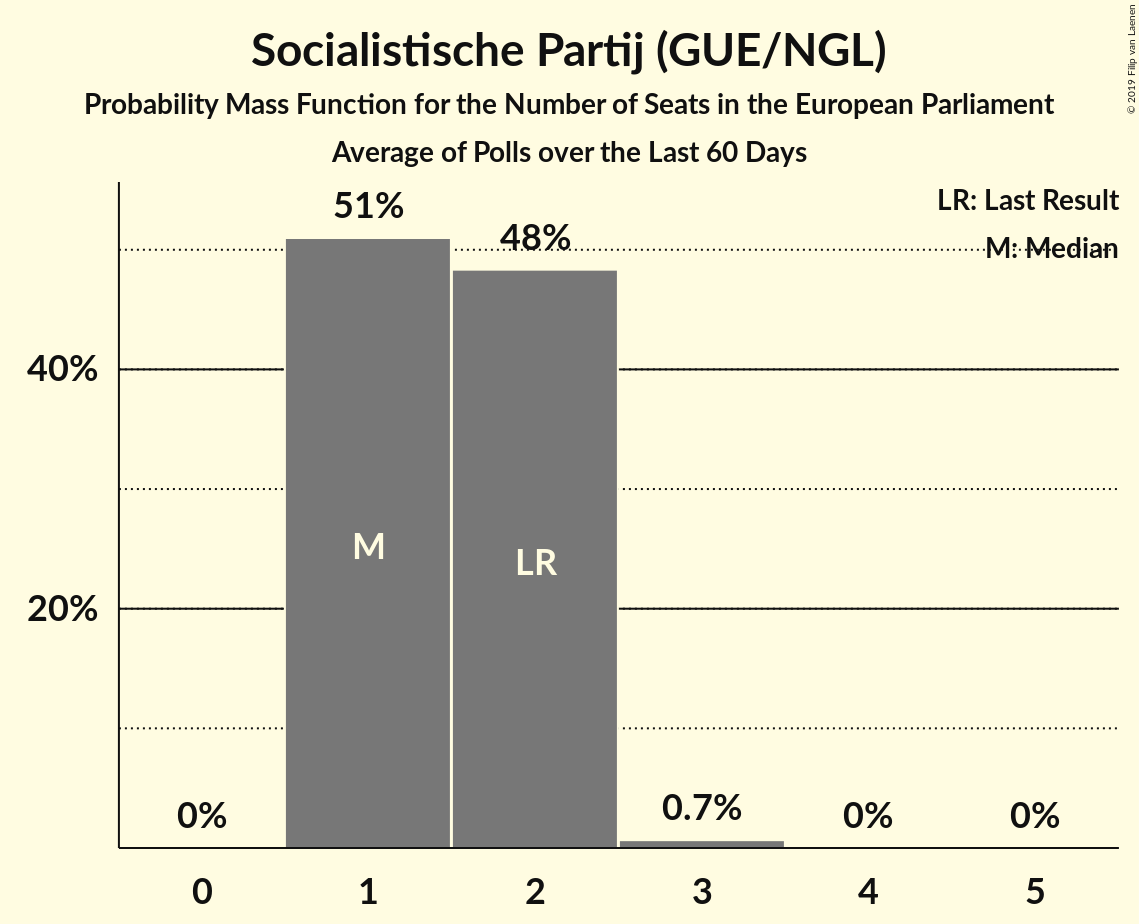 Socialistische Partij (GUE/NGL)
Probability Mass Function for the Number of Seats in the European Parliament
Average of Polls over the Last 60 Days
© 2019 Filip van Laenen
LR: Last Result
M: Median
51%
48%
40%
M
LR
20%
0%
0.7%
0%
0%
0 1 2 3 4 5